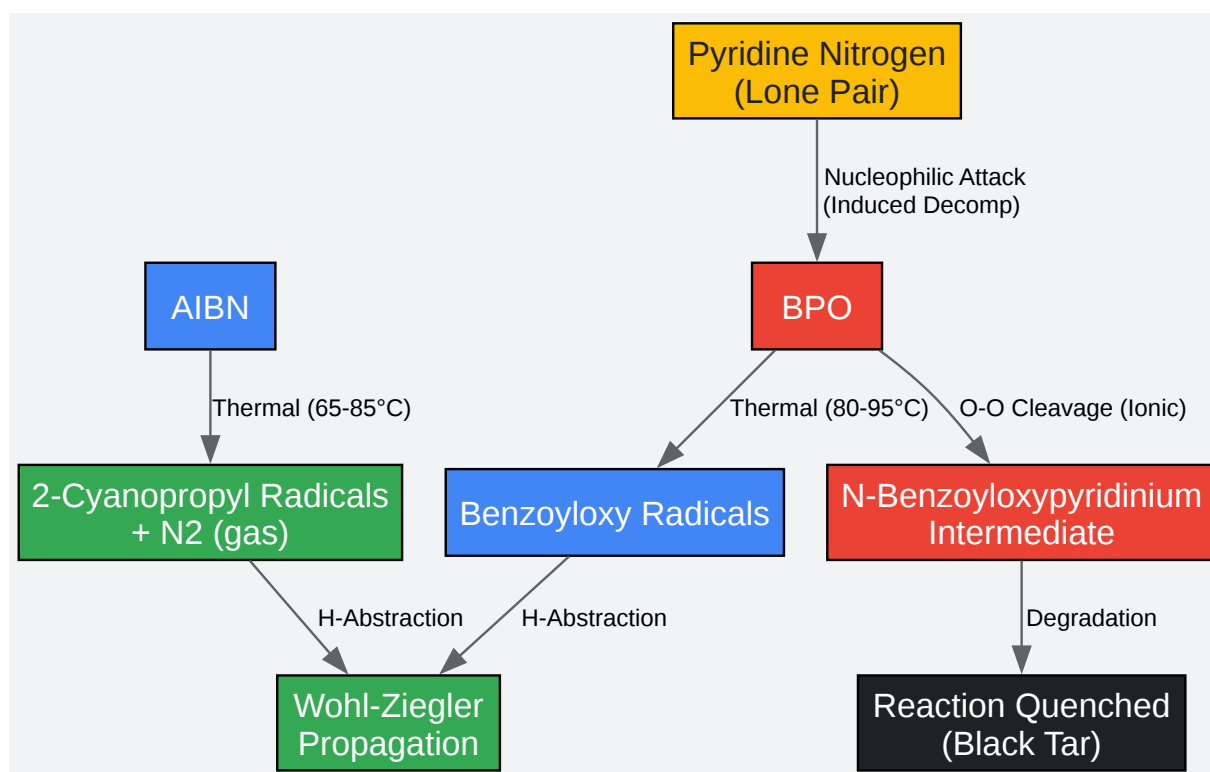 Pyridine Nitrogen
(Lone Pair)
Nucleophilic Attack
(Induced Decomp)
AIBN
BPO
Thermal (65-85°C)
Thermal (80-95°C)
O-O Cleavage (Ionic)
2-Cyanopropyl Radicals
+ N2 (gas)
Benzoyloxy Radicals
N-Benzoyloxypyridinium
Intermediate
H-Abstraction
H-Abstraction
Degradation
Wohl-Ziegler
Propagation
Reaction Quenched
(Black Tar)